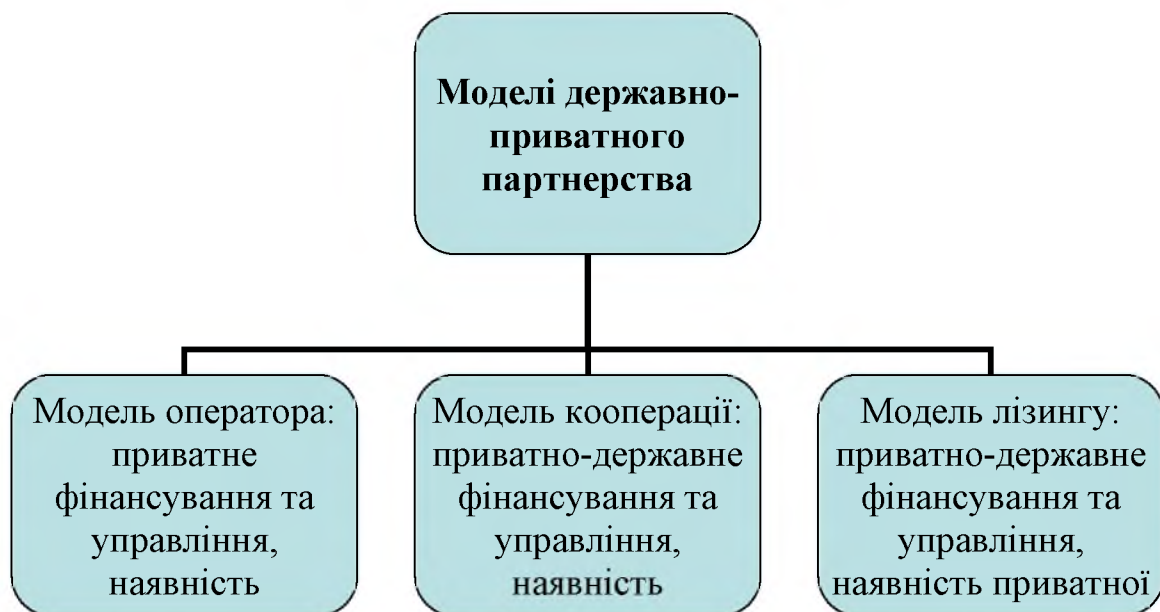 Моделі державно-
приватного
партнерства
Модель оператора:
приватне
фінансування та
управління,
наявність
Модель кооперації:
приватно-державне
фінансування та
управління,
наявність
Модель лізингу:
приватно-державне
фінансування та
управління,
наявність приватної